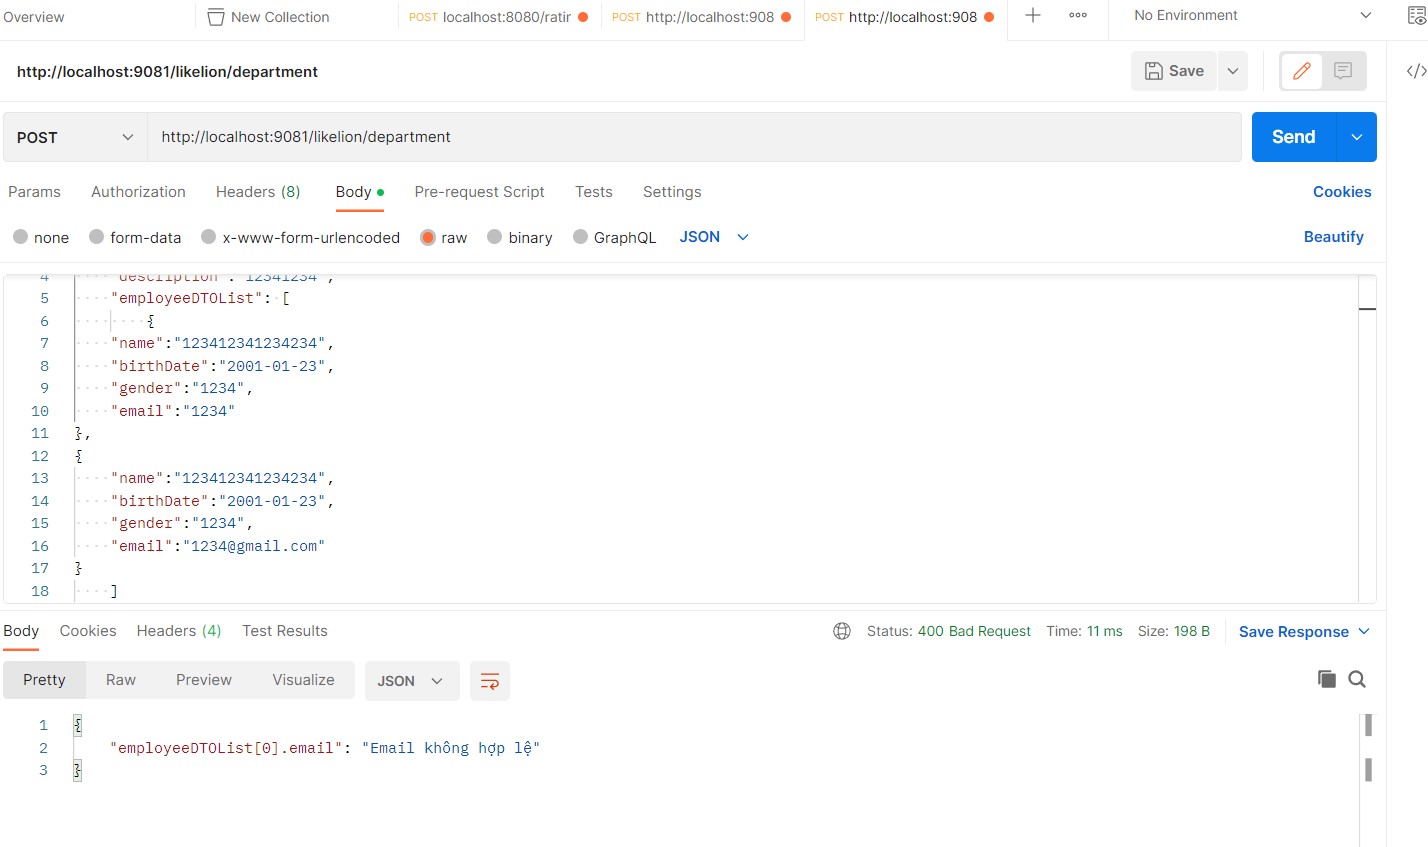 Overview New Collection POST localhost:8080/ratir POST http://localhost:908 POST http://localhost:908 No Environment
http://localhost:9081/likelion/department Save </>
POST http://localhost:9081/likelion/department Send
Params Authorization Headers (8) Body Pre-request Script Tests Settings Cookies
none form-data x-www-form-urlencoded raw binary GraphQL JSON Beautify
4 "description": "12341234",
5 "employeeDTOList": [
6 {
7 "name":"123412341234234",
8 "birthDate":"2001-01-23",
9 "gender":"1234",
10 "email":"1234"
11 },
12 {
13 "name":"123412341234234",
14 "birthDate":"2001-01-23",
15 "gender":"1234",
16 "email":"1234@gmail.com"
17 }
18 ]
Body Cookies Headers (4) Test Results Status: 400 Bad Request Time: 11 ms Size: 198 B Save Response
Pretty Raw Preview Visualize JSON
1 {
2 "employeeDTOList[0].email": "Email không hợp lệ"
3 }